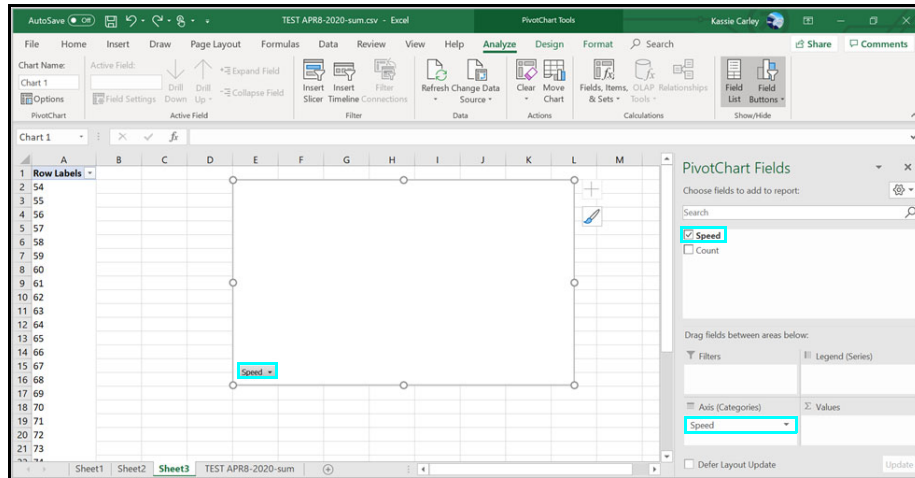 AutoSave Off TEST APR8-2020-sum.csv - Excel PivotChart Tools Kassie Carley
File Home Insert Draw Page Layout Formulas Data Review View Help Analyze Design Format Search Share Comments
Chart Name: Active Field:
Chart 1
Options
Field Settings
Drill Down
Drill Up
Expand Field
Collapse Field
Insert Slicer
Insert Timeline
Filter Connections
Refresh
Change Data Source
Clear
Move Chart
Fields, Items, & Sets
OLAP Tools
Relationships
Field List
Field Buttons
PivotChart Active Field Filter Data Actions Calculations Show/Hide
Chart 1 fx
A B C D E F G H I J K L M
1 Row Labels
2 54
3 55
4 56
5 57
6 58
7 59
8 60
9 61
10 62
11 63
12 64
13 65
14 66
15 67
16 68
17 69
18 70
19 71
20 72
21 73
Speed
PivotChart Fields
Choose fields to add to report:
Search
Speed
Count
Drag fields between areas below:
Filters Legend (Series)
Axis (Categories) Σ Values
Speed
Defer Layout Update Update
Sheet1 Sheet2 Sheet3 TEST APR8-2020-sum